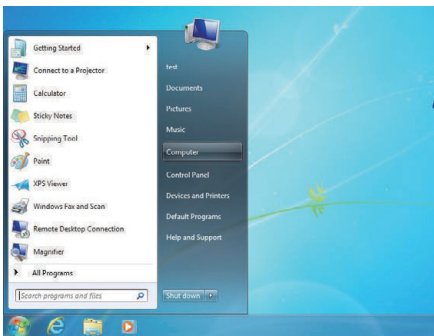 Getting Started
Connect to a Projector
Calculator
Sticky Notes
Snipping Tool
Paint
XPS Viewer
Windows Fax and Scan
Remote Desktop Connection
Magnifier
All Programs
Search programs and files
test
Documents
Pictures
Music
Computer
Control Panel
Devices and Printers
Default Programs
Help and Support
Shut down